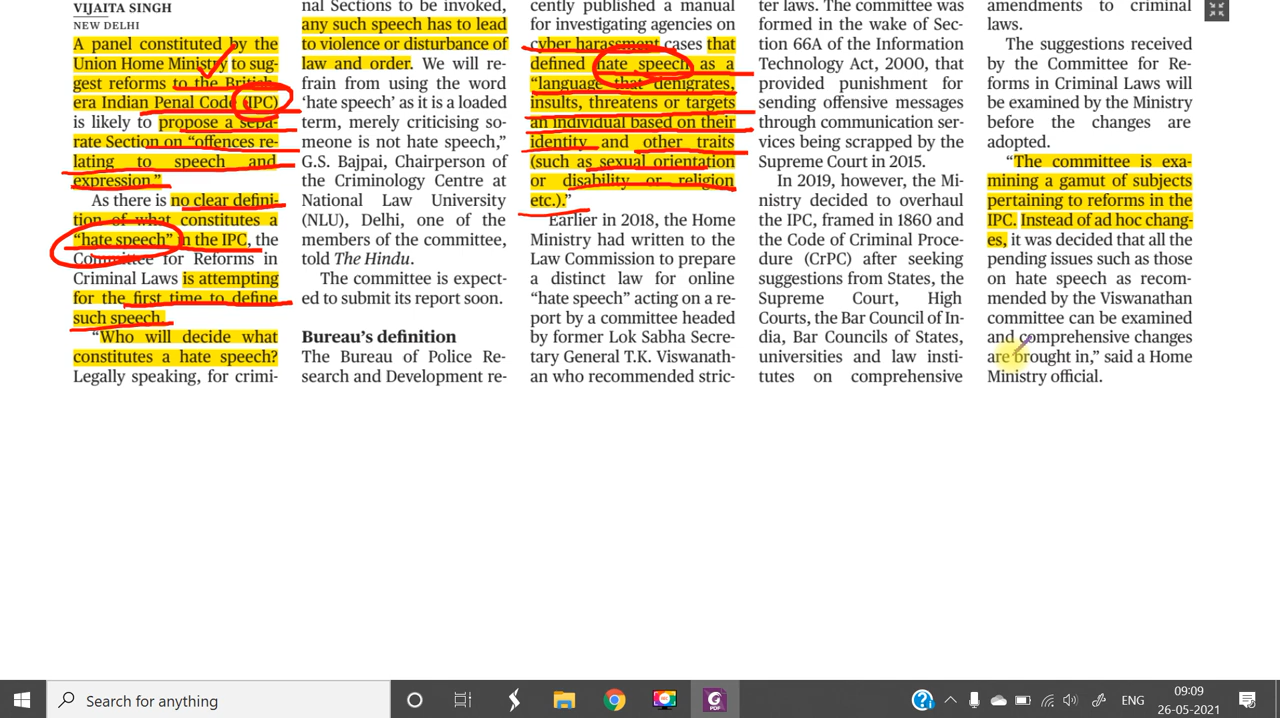 VIJAITA SINGH
NEW DELHI
A panel constituted by the
Union Home Ministry to sug-
gest reforms to the British-
era Indian Penal Code (IPC)
is likely to propose a sepa-
rate Section on “offences re-
lating to speech and
expression.”
As there is no clear defini-
tion of what constitutes a
“hate speech” in the IPC, the
Committee for Reforms in
Criminal Laws is attempting
for the first time to define
such speech.
“Who will decide what
constitutes a hate speech?
Legally speaking, for crimi-
nal Sections to be invoked,
any such speech has to lead
to violence or disturbance of
law and order. We will re-
frain from using the word
‘hate speech’ as it is a loaded
term, merely criticising so-
meone is not hate speech,”
G.S. Bajpai, Chairperson of
the Criminology Centre at
National Law University
(NLU), Delhi, one of the
members of the committee,
told The Hindu.
The committee is expect-
ed to submit its report soon.
Bureau’s definition
The Bureau of Police Re-
search and Development re-
cently published a manual
for investigating agencies on
cyber harassment cases that
defined hate speech as a
“language that denigrates,
insults, threatens or targets
an individual based on their
identity and other traits
(such as sexual orientation
or disability or religion
etc.).”
Earlier in 2018, the Home
Ministry had written to the
Law Commission to prepare
a distinct law for online
“hate speech” acting on a re-
port by a committee headed
by former Lok Sabha Secre-
tary General T.K. Viswanath-
an who recommended stric-
ter laws. The committee was
formed in the wake of Sec-
tion 66A of the Information
Technology Act, 2000, that
provided punishment for
sending offensive messages
through communication ser-
vices being scrapped by the
Supreme Court in 2015.
In 2019, however, the Mi-
nistry decided to overhaul
the IPC, framed in 1860 and
the Code of Criminal Proce-
dure (CrPC) after seeking
suggestions from States, the
Supreme Court, High
Courts, the Bar Council of In-
dia, Bar Councils of States,
universities and law insti-
tutes on comprehensive
amendments to criminal
laws.
The suggestions received
by the Committee for Re-
forms in Criminal Laws will
be examined by the Ministry
before the changes are
adopted.
“The committee is exa-
mining a gamut of subjects
pertaining to reforms in the
IPC. Instead of ad hoc chang-
es, it was decided that all the
pending issues such as those
on hate speech as recom-
mended by the Viswanathan
committee can be examined
and comprehensive changes
are brought in,” said a Home
Ministry official.
Search for anything
PDF
ENG
09:09
26-05-2021